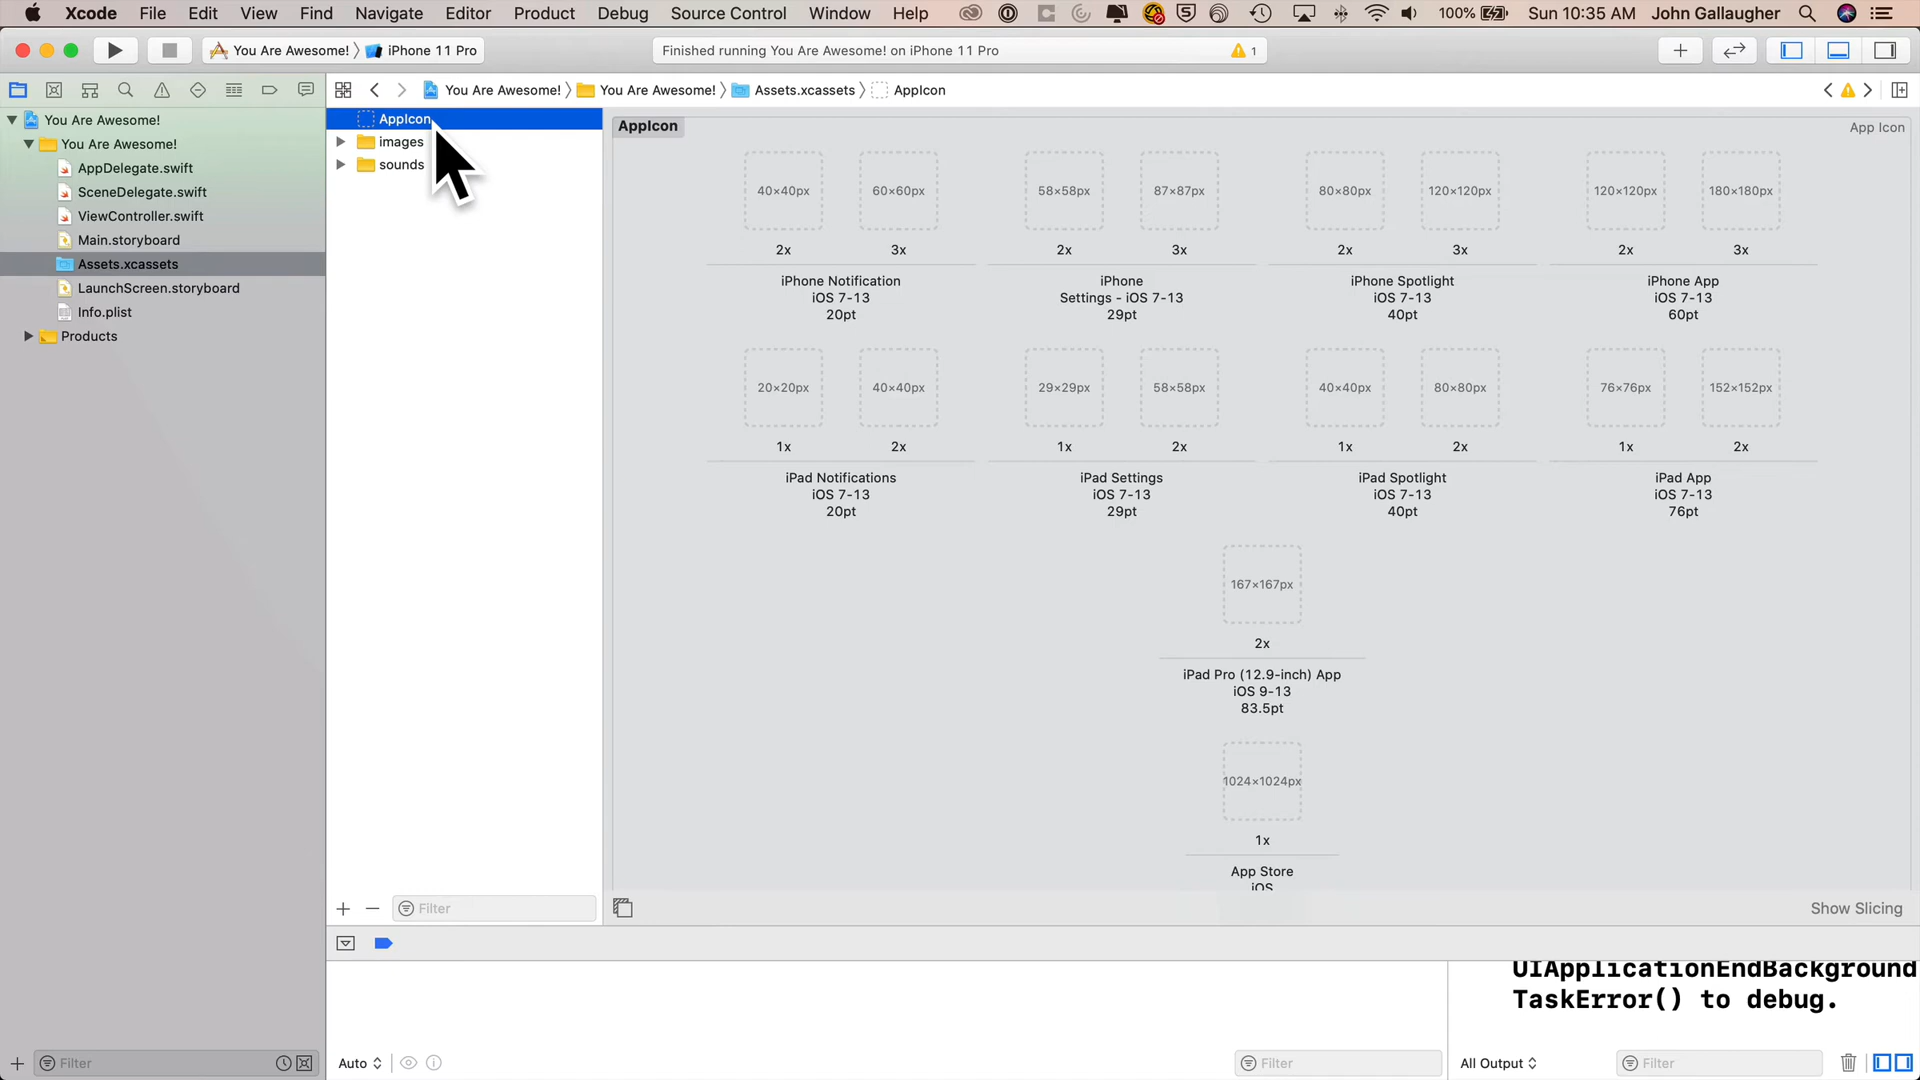 Xcode File Edit View Find Navigate Editor Product Debug Source Control Window Help 100% Sun 10:35 AM John Gallaugher
You Are Awesome! iPhone 11 Pro
Finished running You Are Awesome! on iPhone 11 Pro 1
You Are Awesome! You Are Awesome! Assets.xcassets AppIcon
You Are Awesome!
You Are Awesome!
AppDelegate.swift
SceneDelegate.swift
ViewController.swift
Main.storyboard
Assets.xcassets
LaunchScreen.storyboard
Info.plist
Products
Filter
AppIcon
images
sounds
Filter
AppIcon
App Icon
40×40px 60×60px 58×58px 87×87px 80×80px 120×120px 120×120px 180×180px
2x 3x 2x 3x 2x 3x 2x 3x
iPhone Notification
iOS 7-13
20pt
iPhone
Settings - iOS 7-13
29pt
iPhone Spotlight
iOS 7-13
40pt
iPhone App
iOS 7-13
60pt
20×20px 40×40px 29×29px 58×58px 40×40px 80×80px 76×76px 152×152px
1x 2x 1x 2x 1x 2x 1x 2x
iPad Notifications
iOS 7-13
20pt
iPad Settings
iOS 7-13
29pt
iPad Spotlight
iOS 7-13
40pt
iPad App
iOS 7-13
76pt
167×167px
2x
iPad Pro (12.9-inch) App
iOS 9-13
83.5pt
1024×1024px
1x
App Store
iOS
Show Slicing
UIApplicationEndBackground
TaskError() to debug.
Auto
Filter
All Output
Filter